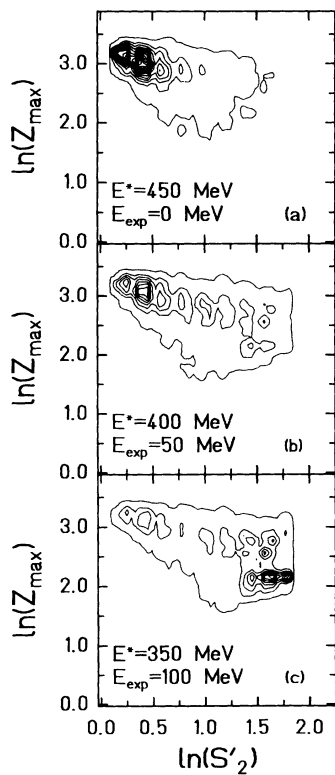 ln(Z_max)
3.0
2.0
1.0
0.0
E*=450 MeV
E_exp=0 MeV
(a)
ln(Z_max)
3.0
2.0
1.0
0.0
E*=400 MeV
E_exp=50 MeV
(b)
ln(Z_max)
3.0
2.0
1.0
0.0
E*=350 MeV
E_exp=100 MeV
(c)
0.0 0.5 1.0 1.5 2.0
ln(S'_2)